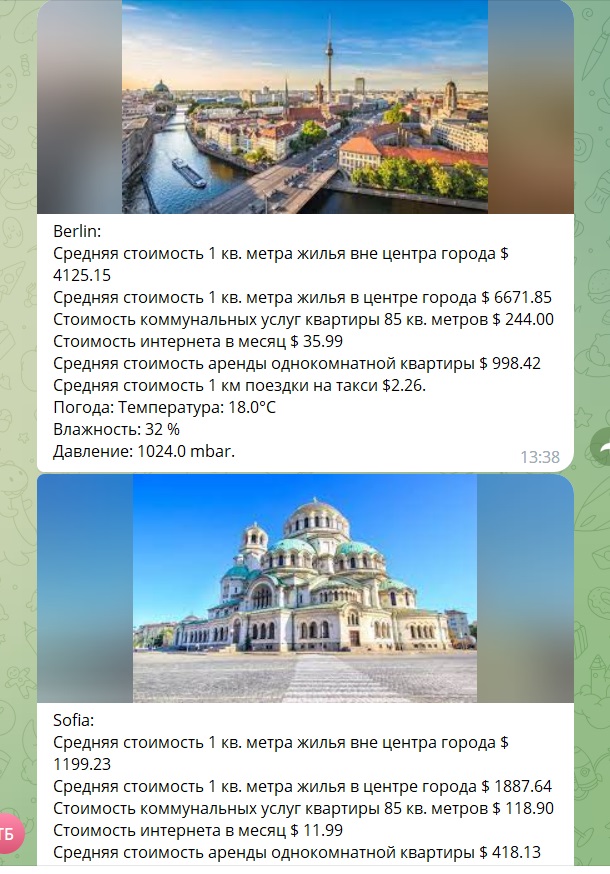 Berlin:
Средняя стоимость 1 кв. метра жилья вне центра города $
4125.15
Средняя стоимость 1 кв. метра жилья в центре города $ 6671.85
Стоимость коммунальных услуг квартиры 85 кв. метров $ 244.00
Стоимость интернета в месяц $ 35.99
Средняя стоимость аренды однокомнатной квартиры $ 998.42
Средняя стоимость 1 км поездки на такси $2.26.
Погода: Температура: 18.0°C
Влажность: 32 %
Давление: 1024.0 mbar.
13:38
Sofia:
Средняя стоимость 1 кв. метра жилья вне центра города $
1199.23
Средняя стоимость 1 кв. метра жилья в центре города $ 1887.64
Стоимость коммунальных услуг квартиры 85 кв. метров $ 118.90
ТБ
Стоимость интернета в месяц $ 11.99
Средняя стоимость аренды однокомнатной квартиры $ 418.13